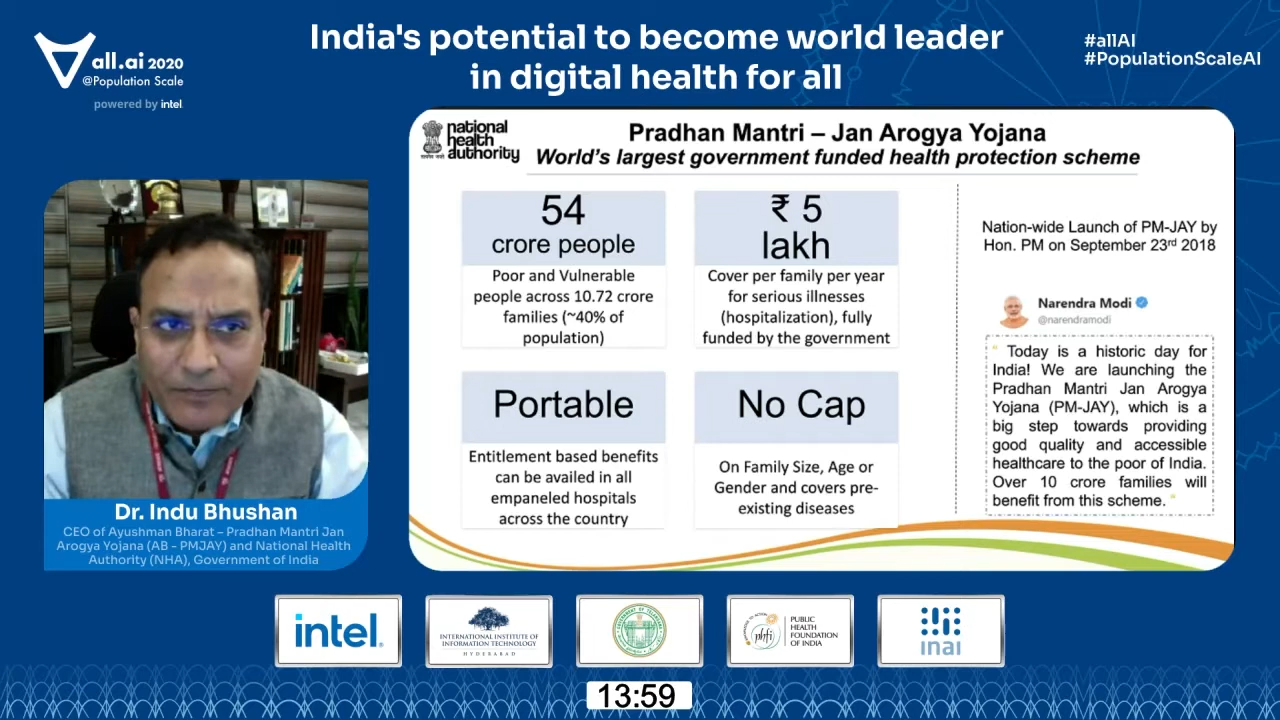 India's potential to become world leader
in digital health for all
all.ai 2020
@Population Scale
powered by intel
#allAI
#PopulationScaleAI
national
health
authority
Pradhan Mantri – Jan Arogya Yojana
World's largest government funded health protection scheme
54
crore people
Poor and Vulnerable
people across 10.72 crore
families (~40% of
population)
₹ 5
lakh
Cover per family per year
for serious illnesses
(hospitalization), fully
funded by the government
Portable
Entitlement based benefits
can be availed in all
empaneled hospitals
across the country
No Cap
On Family Size, Age or
Gender and covers pre-
existing diseases
Nation-wide Launch of PM-JAY by
Hon. PM on September 23rd 2018
Narendra Modi
@narendramodi
" Today is a historic day for
India! We are launching the
Pradhan Mantri Jan Arogya
Yojana (PM-JAY), which is a
big step towards providing
good quality and accessible
healthcare to the poor of India.
Over 10 crore families will
benefit from this scheme. "
Dr. Indu Bhushan
CEO of Ayushman Bharat – Pradhan Mantri Jan
Arogya Yojana (AB - PMJAY) and National Health
Authority (NHA), Government of India
intel.
INTERNATIONAL INSTITUTE OF
INFORMATION TECHNOLOGY
HYDERABAD
phfi
PUBLIC
HEALTH
FOUNDATION
OF INDIA
inai
13:59